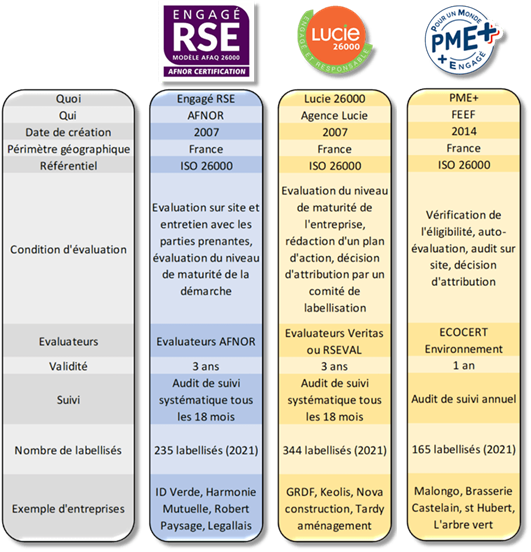 ENGAGÉ
RSE
MODÈLE AFAQ 26000
AFNOR CERTIFICATION
Lucie
26000
ENGAGÉ ET RESPONSABLE
POUR UN MONDE
PME+
+ ENGAGÉ
Quoi
Engagé RSE
Lucie 26000
PME+
Qui
AFNOR
Agence Lucie
FEEF
Date de création
2007
2007
2014
Périmètre géographique
France
France
France
Référentiel
ISO 26000
ISO 26000
ISO 26000
Condition d'évaluation
Evaluation sur site et
entretien avec les
parties prenantes,
évaluation du niveau
de maturité de la
démarche
Evaluation du niveau
de maturité de
l'entreprise,
rédaction d'un plan
d'action, décision
d'attribution par un
comité de
labellisation
Vérification de
l'éligibilité, auto-
évaluation, audit sur
site, décision
d'attribution
Evaluateurs
Evaluateurs AFNOR
Evaluateurs Veritas
ou RSEVAL
ECOCERT
Environnement
Validité
3 ans
3 ans
1 an
Suivi
Audit de suivi
systématique tous
les 18 mois
Audit de suivi
systématique tous
les 18 mois
Audit de suivi annuel
Nombre de labellisés
235 labellisés (2021)
344 labellisés (2021)
165 labellisés (2021)
Exemple d'entreprises
ID Verde, Harmonie
Mutuelle, Robert
Paysage, Legallais
GRDF, Keolis, Nova
construction, Tardy
aménagement
Malongo, Brasserie
Castelain, st Hubert,
L'arbre vert